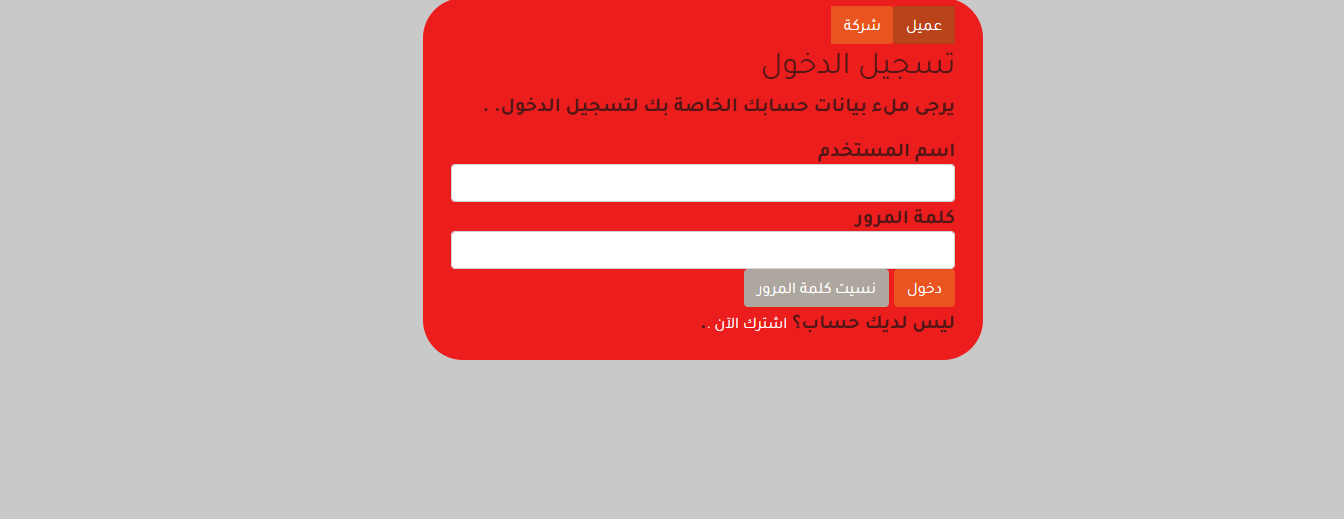 عميل شركة
تسجيل الدخول
يرجى ملء بيانات حسابك الخاصة بك لتسجيل الدخول. .
اسم المستخدم
كلمة المرور
دخول نسيت كلمة المرور
ليس لديك حساب؟ اشترك الآن ..